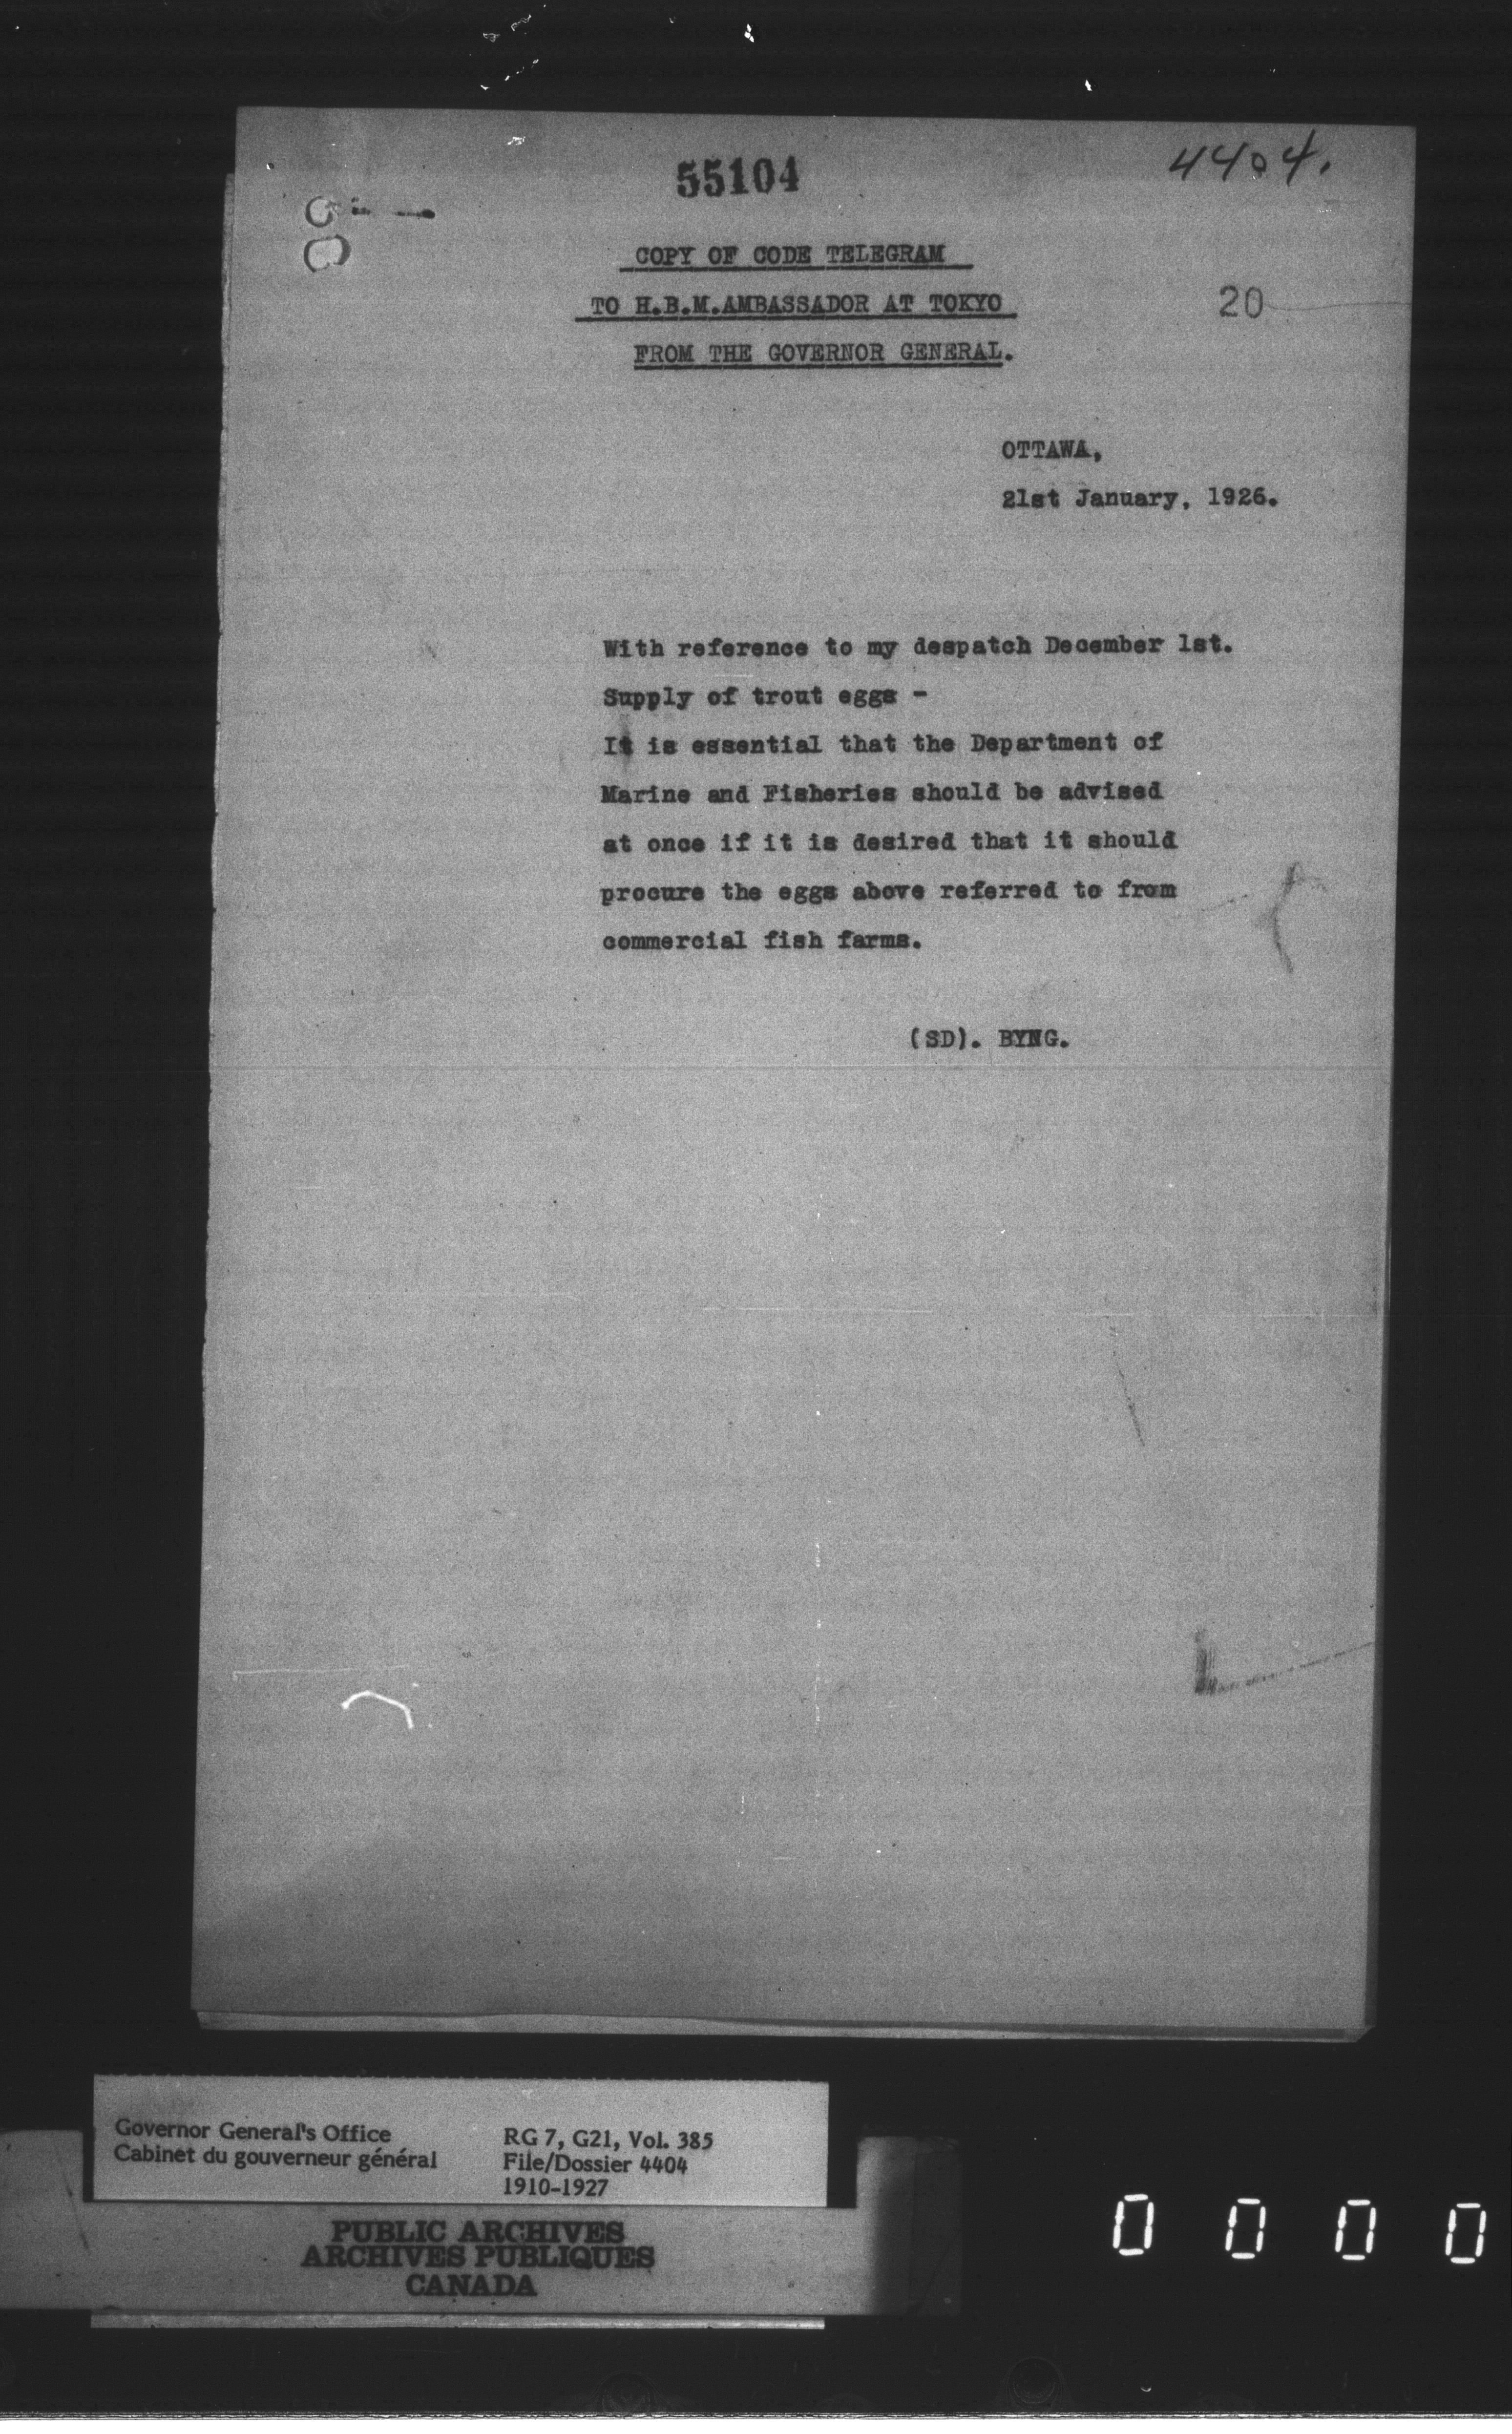 55104
4404.
COPY OF CODE TELEGRAM
TO H.B.M.AMBASSADOR AT TOKYO
20
FROM THE GOVERNOR GENERAL.
OTTAWA,
21st January, 1926.
With reference to my despatch December 1st.
Supply of trout eggs -
It is essential that the Department of
Marine and Fisheries should be advised
at once if it is desired that it should
procure the eggs above referred to from
commercial fish farms.
(SD). BYNG.
Governor General's Office
Cabinet du gouverneur général
RG 7, G21, Vol. 385
File/Dossier 4404
1910-1927
PUBLIC ARCHIVES
ARCHIVES PUBLIQUES
CANADA
0 0 0 0